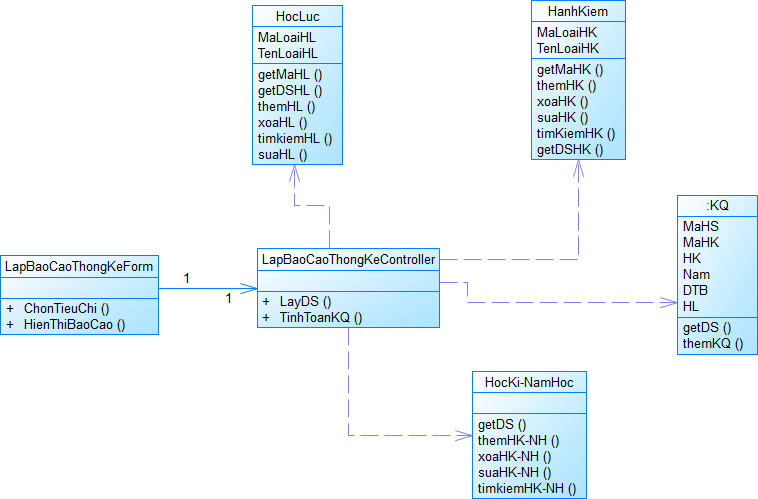 HocLuc
MaLoaiHL
TenLoaiHL
getMaHL ()
getDSHL ()
themHL ()
xoaHL ()
timkiemHL ()
suaHL ()
HanhKiem
MaLoaiHK
TenLoaiHK
getMaHK ()
themHK ()
xoaHK ()
suaHK ()
timKiemHK ()
getDSHK ()
:KQ
MaHS
MaHK
HK
Nam
DTB
HL
getDS ()
themKQ ()
LapBaoCaoThongKeForm
+ ChonTieuChi ()
+ HienThiBaoCao ()
1
1
LapBaoCaoThongKeController
+ LayDS ()
+ TinhToanKQ ()
HocKi-NamHoc
getDS ()
themHK-NH ()
xoaHK-NH ()
suaHK-NH ()
timkiemHK-NH ()